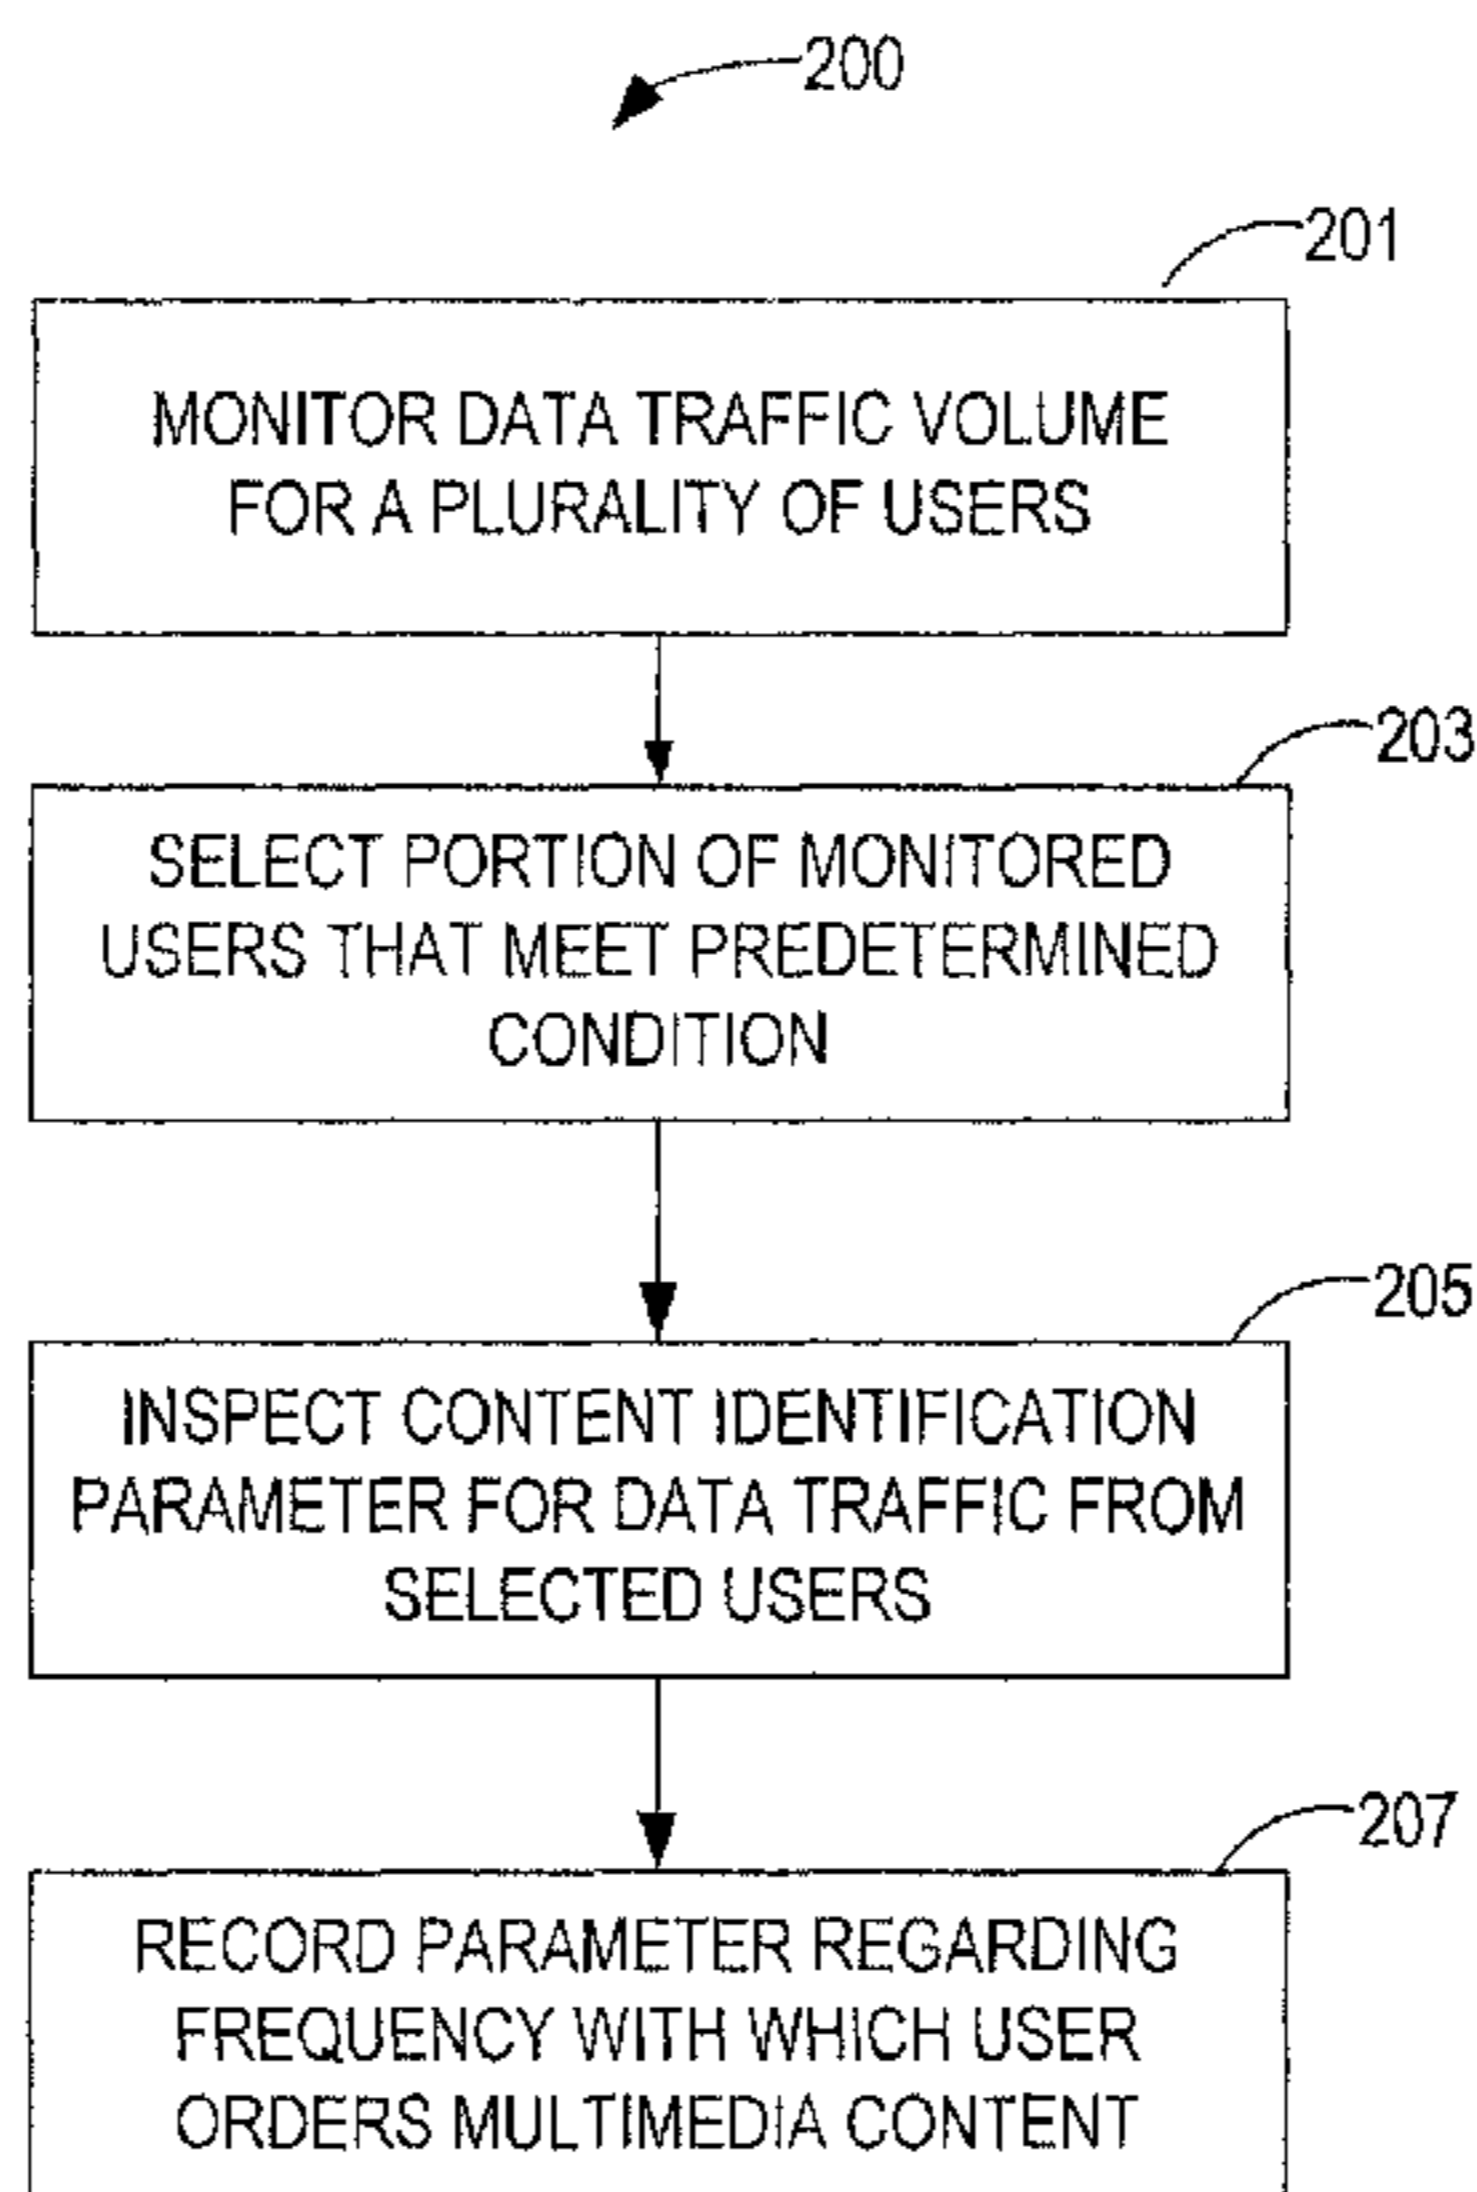 200
201
MONITOR DATA TRAFFIC VOLUME
FOR A PLURALITY OF USERS
203
SELECT PORTION OF MONITORED
USERS THAT MEET PREDETERMINED
CONDITION
205
INSPECT CONTENT IDENTIFICATION
PARAMETER FOR DATA TRAFFIC FROM
SELECTED USERS
207
RECORD PARAMETER REGARDING
FREQUENCY WITH WHICH USER
ORDERS MULTIMEDIA CONTENT